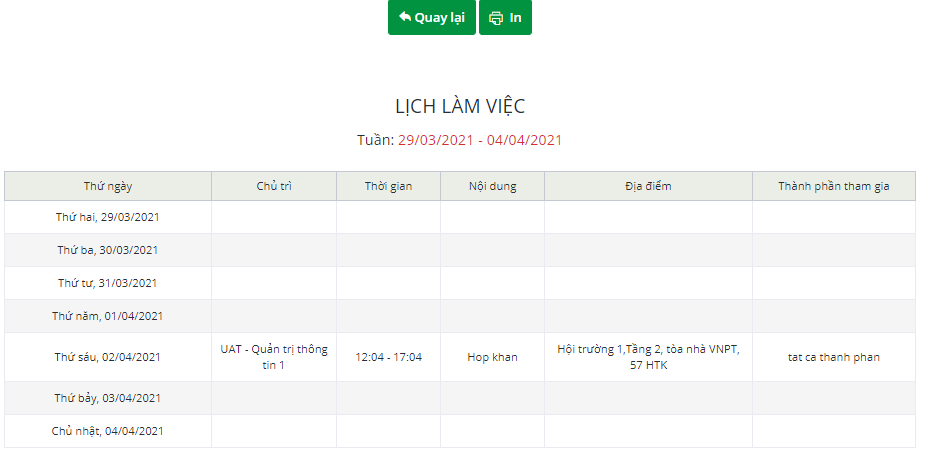 Quay lại In
LỊCH LÀM VIỆC
Tuần: 29/03/2021 - 04/04/2021
Thứ ngày Chủ trì Thời gian Nội dung Địa điểm Thành phần tham gia
Thứ hai, 29/03/2021
Thứ ba, 30/03/2021
Thứ tư, 31/03/2021
Thứ năm, 01/04/2021
Thứ sáu, 02/04/2021
UAT - Quản trị thông
tin 1
12:04 - 17:04
Hop khan
Hội trường 1,Tầng 2, tòa nhà VNPT,
57 HTK
tat ca thanh phan
Thứ bảy, 03/04/2021
Chủ nhật, 04/04/2021